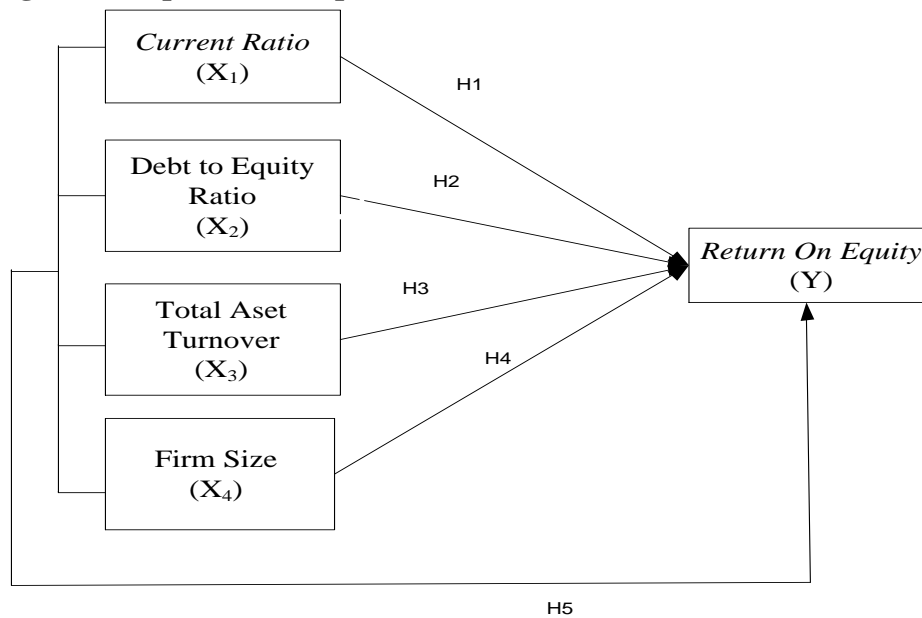 Current Ratio
(X₁)
H1
Debt to Equity
Ratio
(X₂)
H2
Return On Equity
(Y)
Total Aset
Turnover
(X₃)
H3
H4
Firm Size
(X₄)
H5